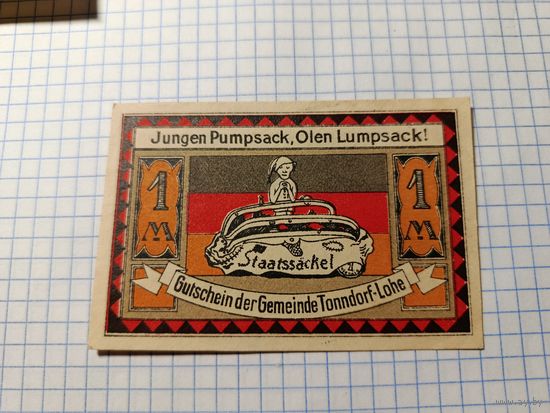 Jungen Pumpsack, Olen Lumpsack!
1 1
M M
Staatssäckel
Gutschein der Gemeinde Tonndorf-Lohe